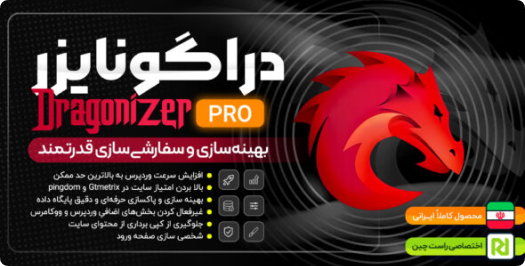 دراگونایزر
Dragonizer PRO
بهینه‌سازی و سفارشی‌سازی قدرتمند
افزایش سرعت وردپرس به بالاترین حد ممکن
بالا بردن امتیاز سایت در Gtmetrix و pingdom
بهینه سازی و پاکسازی حرفه‌ای و دقیق پایگاه داده
غیرفعال کردن بخش‌های اضافی وردپرس و ووکامرس
جلوگیری از کپی برداری از محتوای سایت
شخصی سازی صفحه ورود
محصول کاملاً ایرانی
اختصاصی راست چین